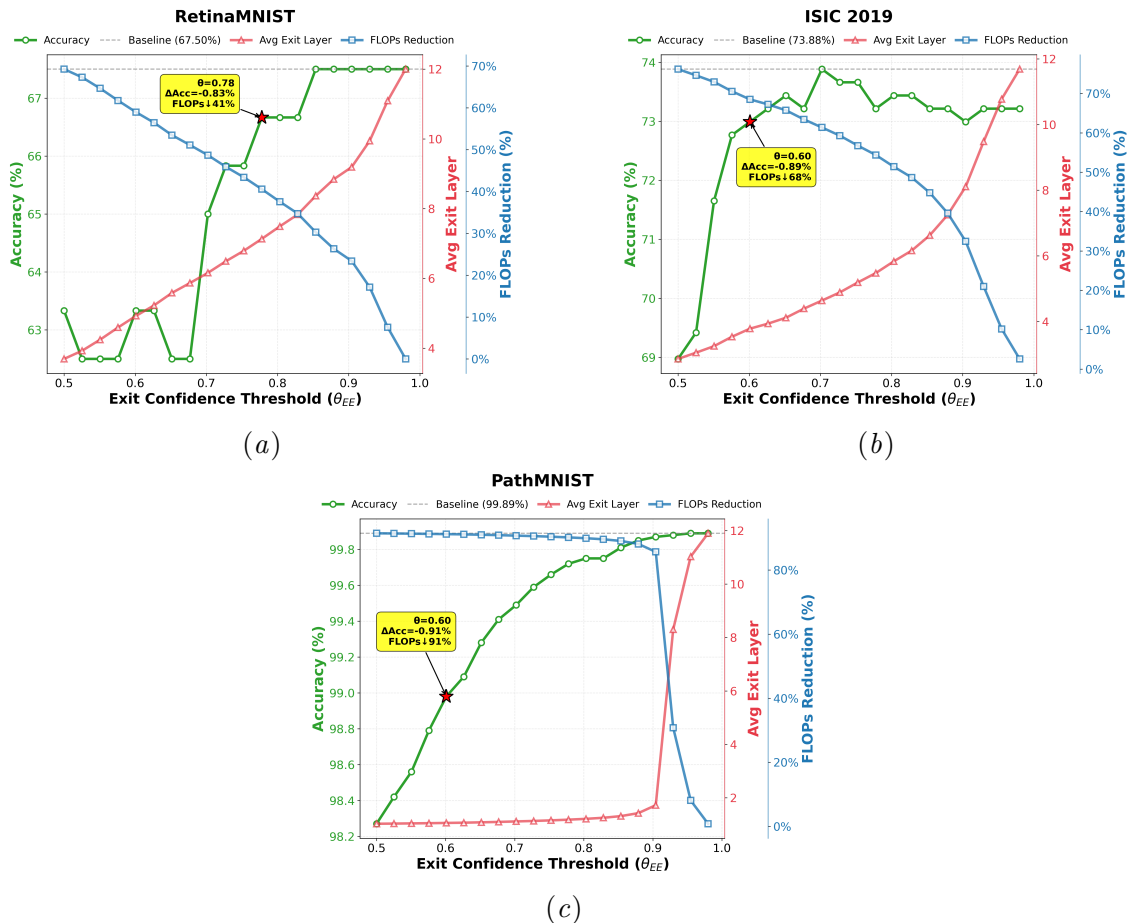 RetinaMNIST
Accuracy Baseline (67.50%) Avg Exit Layer FLOPs Reduction
θ=0.78
ΔAcc=-0.83%
FLOPs↓41%
67
66
65
64
63
Accuracy (%)
12
10
8
6
4
Avg Exit Layer
70%
60%
50%
40%
30%
20%
10%
0%
FLOPs Reduction (%)
0.5 0.6 0.7 0.8 0.9 1.0
Exit Confidence Threshold (θ_EE)
(a)
ISIC 2019
Accuracy Baseline (73.88%) Avg Exit Layer FLOPs Reduction
θ=0.60
ΔAcc=-0.89%
FLOPs↓68%
74
73
72
71
70
69
Accuracy (%)
12
10
8
6
4
Avg Exit Layer
70%
60%
50%
40%
30%
20%
10%
0%
FLOPs Reduction (%)
0.5 0.6 0.7 0.8 0.9 1.0
Exit Confidence Threshold (θ_EE)
(b)
PathMNIST
Accuracy Baseline (99.89%) Avg Exit Layer FLOPs Reduction
θ=0.60
ΔAcc=-0.91%
FLOPs↓91%
99.8
99.6
99.4
99.2
99.0
98.8
98.6
98.4
98.2
Accuracy (%)
12
10
8
6
4
2
Avg Exit Layer
80%
60%
40%
20%
0%
FLOPs Reduction (%)
0.5 0.6 0.7 0.8 0.9 1.0
Exit Confidence Threshold (θ_EE)
(c)